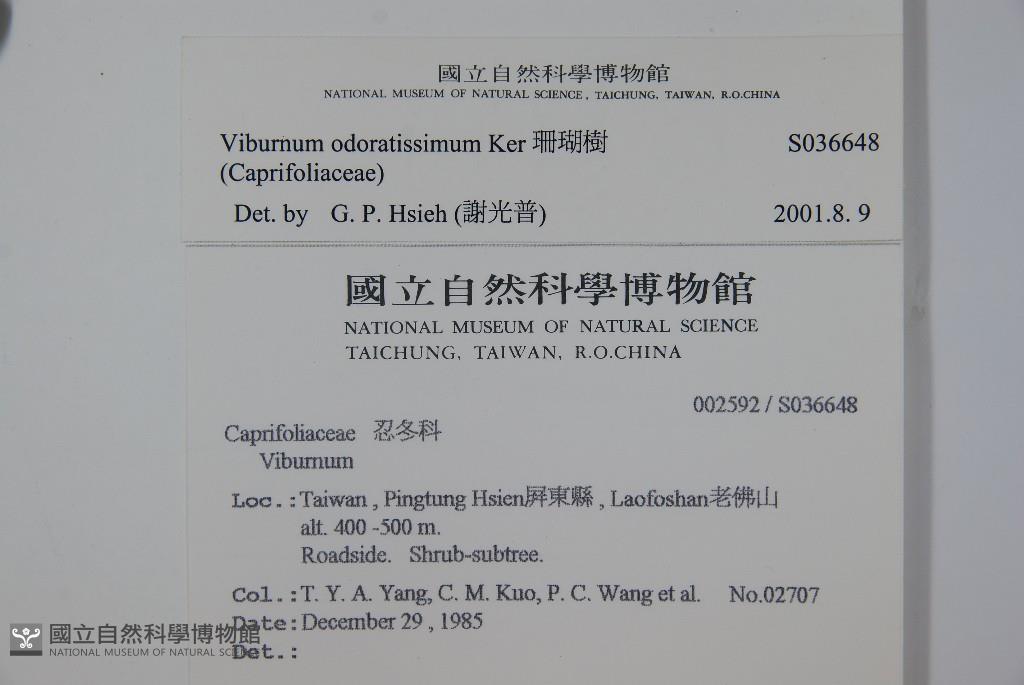 國立自然科學博物館
NATIONAL MUSEUM OF NATURAL SCIENCE, TAICHUNG, TAIWAN, R.O.CHINA
Viburnum odoratissimum Ker 珊瑚樹 S036648
(Caprifoliaceae)
Det. by G. P. Hsieh (謝光普) 2001.8. 9
國立自然科學博物館
NATIONAL MUSEUM OF NATURAL SCIENCE
TAICHUNG, TAIWAN, R.O.CHINA
002592 / S036648
Caprifoliaceae 忍冬科
Viburnum
Loc.: Taiwan , Pingtung Hsien屏東縣 , Laofoshan老佛山
alt. 400 -500 m.
Roadside. Shrub-subtree.
Col.: T. Y. A. Yang, C. M. Kuo, P. C. Wang et al. No.02707
Date: December 29 , 1985
Det.:
國立自然科學博物館
NATIONAL MUSEUM OF NATURAL SCIENCE